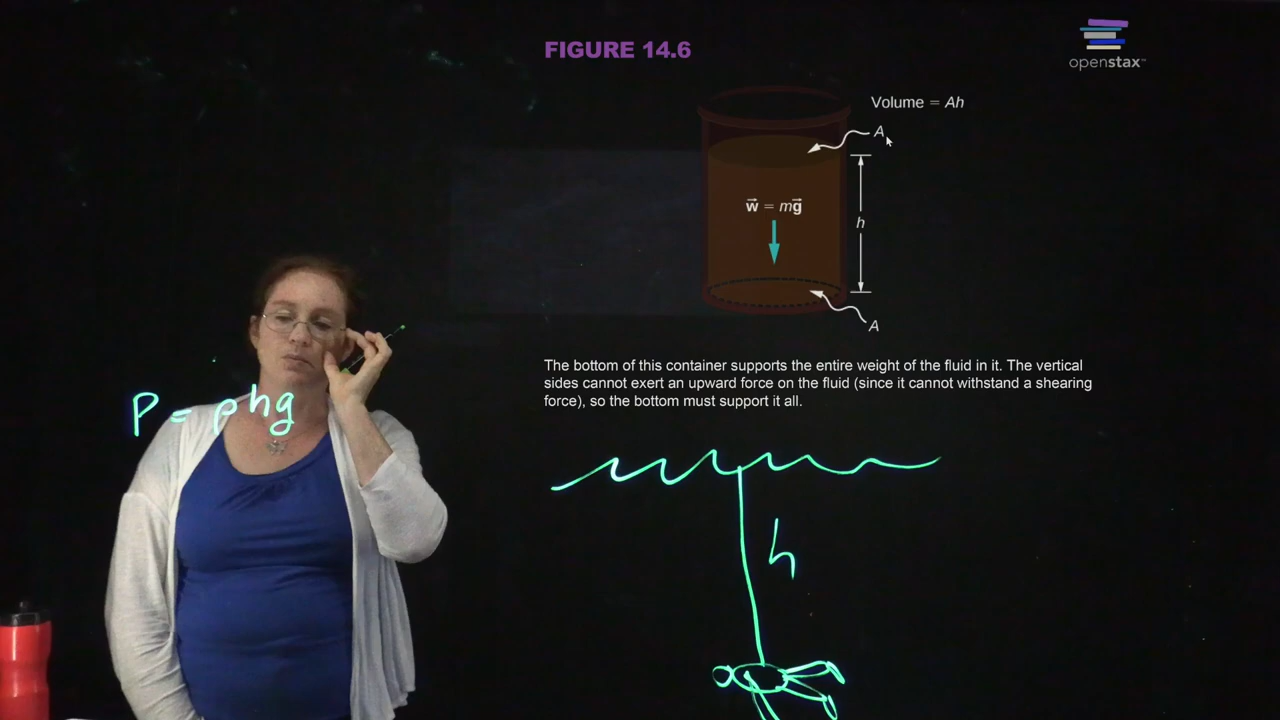 FIGURE 14.6
openstax™
Volume = Ah
A
w⃗ = mg⃗
h
A
The bottom of this container supports the entire weight of the fluid in it. The vertical
sides cannot exert an upward force on the fluid (since it cannot withstand a shearing
force), so the bottom must support it all.
P = ρhg
h